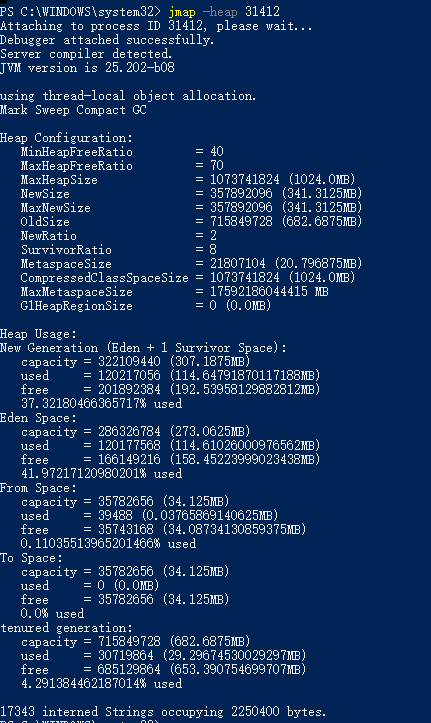 PS C:\WINDOWS\system32> jmap -heap 31412
Attaching to process ID 31412, please wait...
Debugger attached successfully.
Server compiler detected.
JVM version is 25.202-b08

using thread-local object allocation.
Mark Sweep Compact GC

Heap Configuration:
   MinHeapFreeRatio         = 40
   MaxHeapFreeRatio         = 70
   MaxHeapSize              = 1073741824 (1024.0MB)
   NewSize                  = 357892096 (341.3125MB)
   MaxNewSize               = 357892096 (341.3125MB)
   OldSize                  = 715849728 (682.6875MB)
   NewRatio                 = 2
   SurvivorRatio            = 8
   MetaspaceSize            = 21807104 (20.796875MB)
   CompressedClassSpaceSize = 1073741824 (1024.0MB)
   MaxMetaspaceSize         = 17592186044415 MB
   G1HeapRegionSize         = 0 (0.0MB)

Heap Usage:
New Generation (Eden + 1 Survivor Space):
   capacity = 322109440 (307.1875MB)
   used     = 120217056 (114.64791870117188MB)
   free     = 201892384 (192.53958129882812MB)
   37.32180466365717% used
Eden Space:
   capacity = 286326784 (273.0625MB)
   used     = 120177568 (114.61026000976562MB)
   free     = 166149216 (158.45223999023438MB)
   41.97217120980201% used
From Space:
   capacity = 35782656 (34.125MB)
   used     = 39488 (0.03765869140625MB)
   free     = 35743168 (34.08734130859375MB)
   0.11035513965201466% used
To Space:
   capacity = 35782656 (34.125MB)
   used     = 0 (0.0MB)
   free     = 35782656 (34.125MB)
   0.0% used
tenured generation:
   capacity = 715849728 (682.6875MB)
   used     = 30719864 (29.29674530029297MB)
   free     = 685129864 (653.390754699707MB)
   4.291384462187014% used

17343 interned Strings occupying 2250400 bytes.